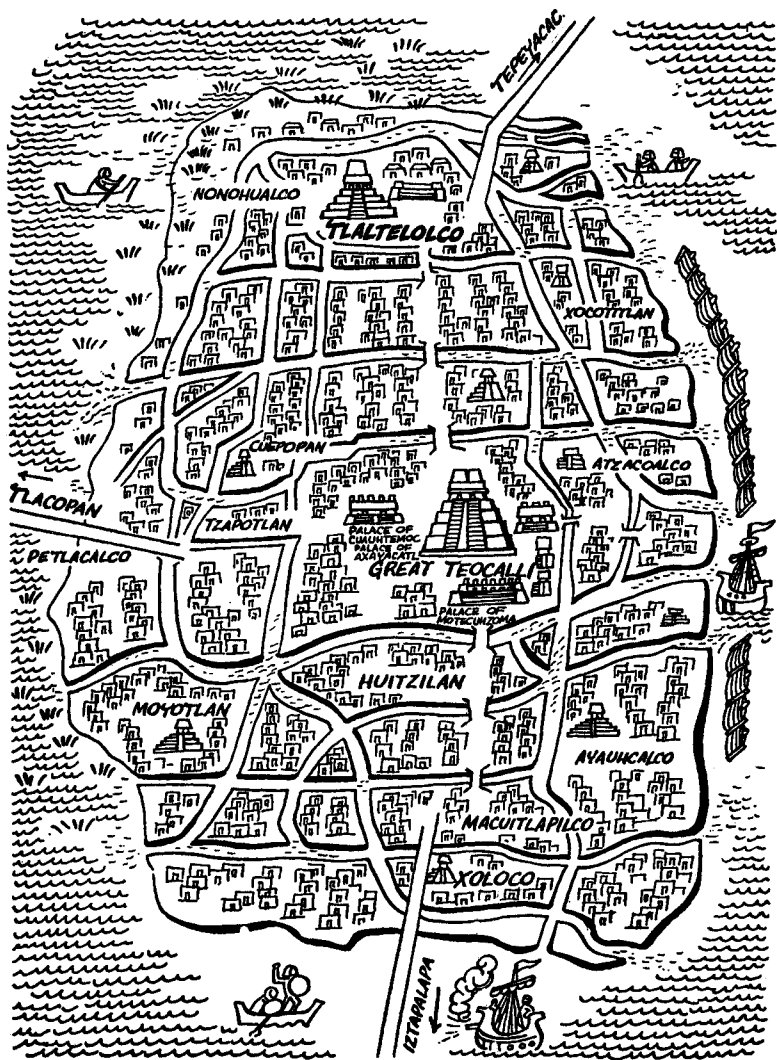 TEPEYACAC.
NONOHUALCO
TLALTELOLCO
XOCOTITLAN
CUEPOPAN
ATZACOALCO
TLACOPAN
TZAPOTLAN
PALACE OF
CUAUHTEMOC
PALACE OF
AXAYACATL
PETLACALCO
GREAT TEOCALLI
PALACE OF
MOTECUHZOMA
HUITZILAN
MOYOTLAN
AYAUHCALCO
MACUITLAPILCO
XOLOCO
IZTAPALAPA